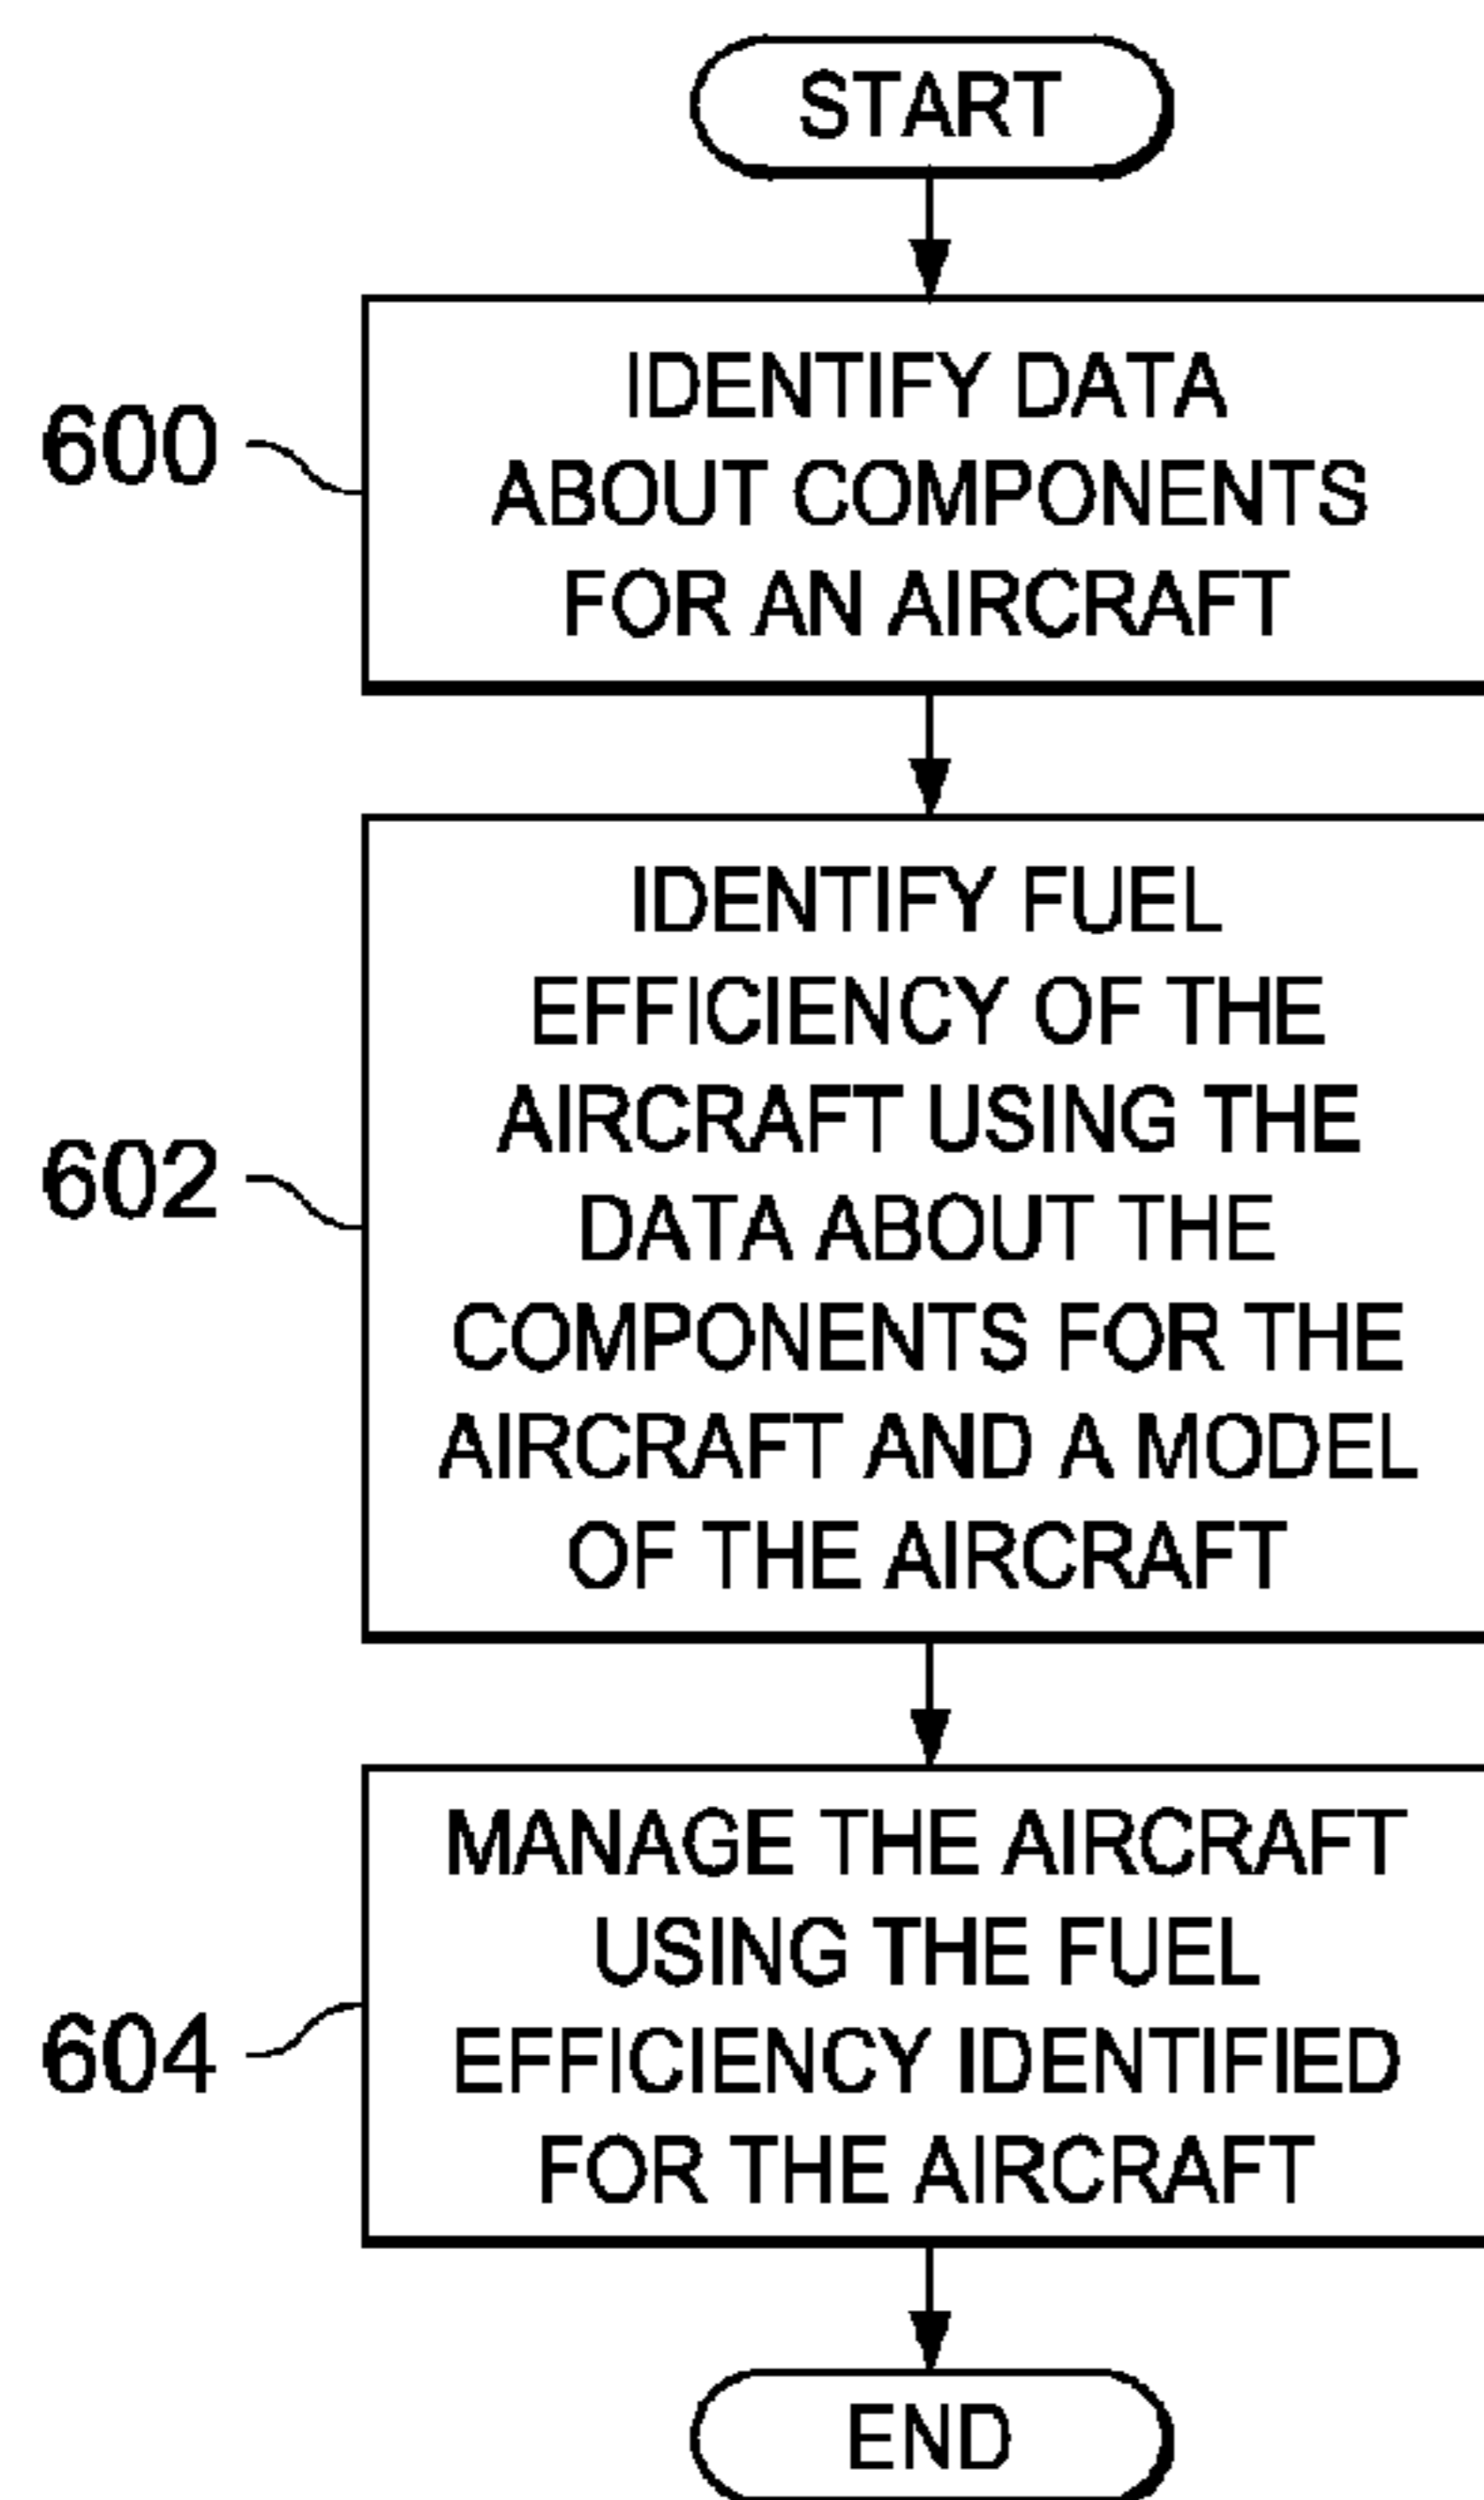 START
IDENTIFY DATA
ABOUT COMPONENTS
FOR AN AIRCRAFT
600
IDENTIFY FUEL
EFFICIENCY OF THE
AIRCRAFT USING THE
DATA ABOUT THE
COMPONENTS FOR THE
AIRCRAFT AND A MODEL
OF THE AIRCRAFT
602
MANAGE THE AIRCRAFT
USING THE FUEL
EFFICIENCY IDENTIFIED
FOR THE AIRCRAFT
604
END